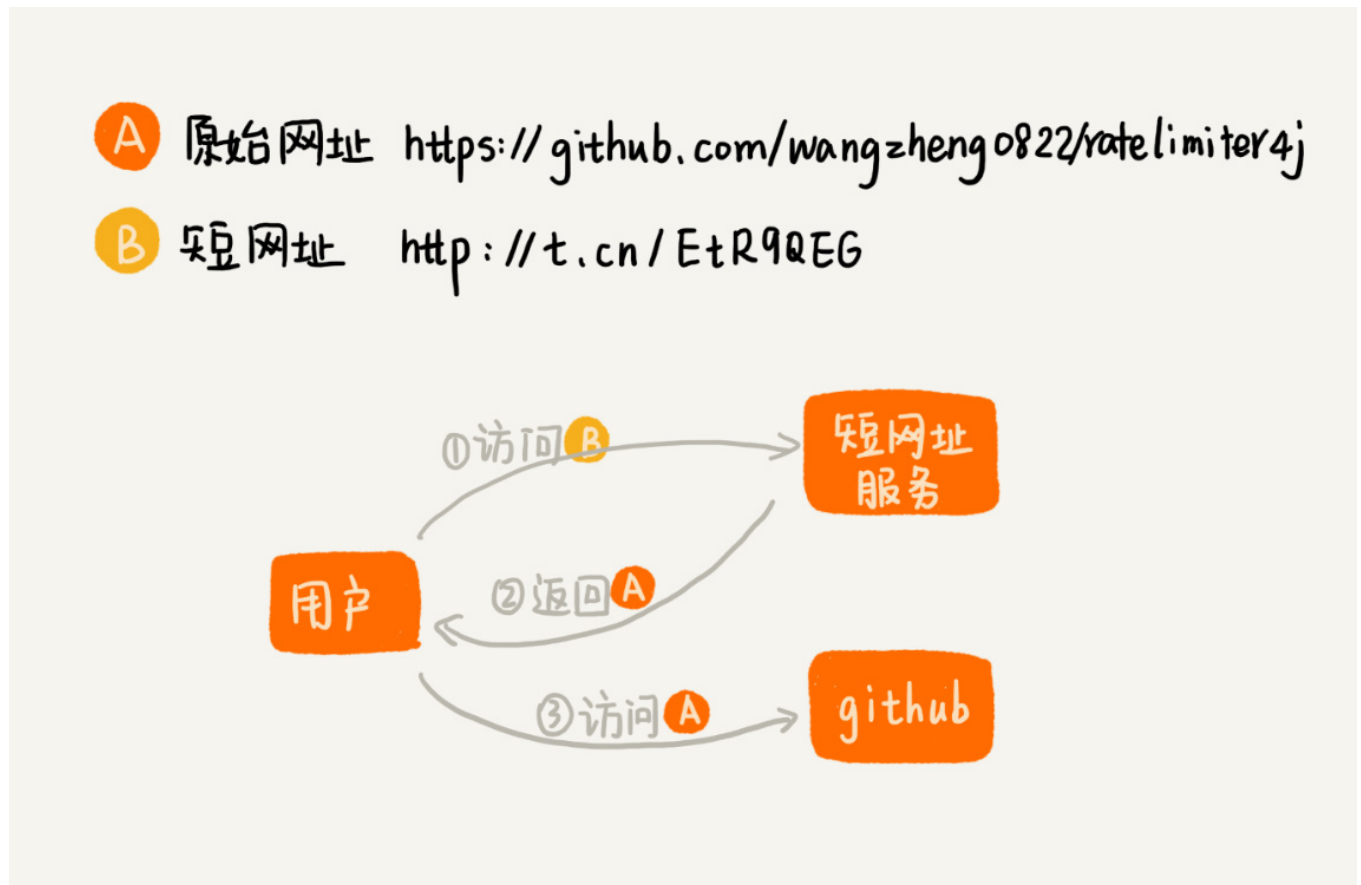 A 原始网址 https://github.com/wangzheng0822/ratelimiter4j
B 短网址 http://t.cn/EtR9QEG
①访问B
短网址
服务
用户
②返回A
③访问A
github